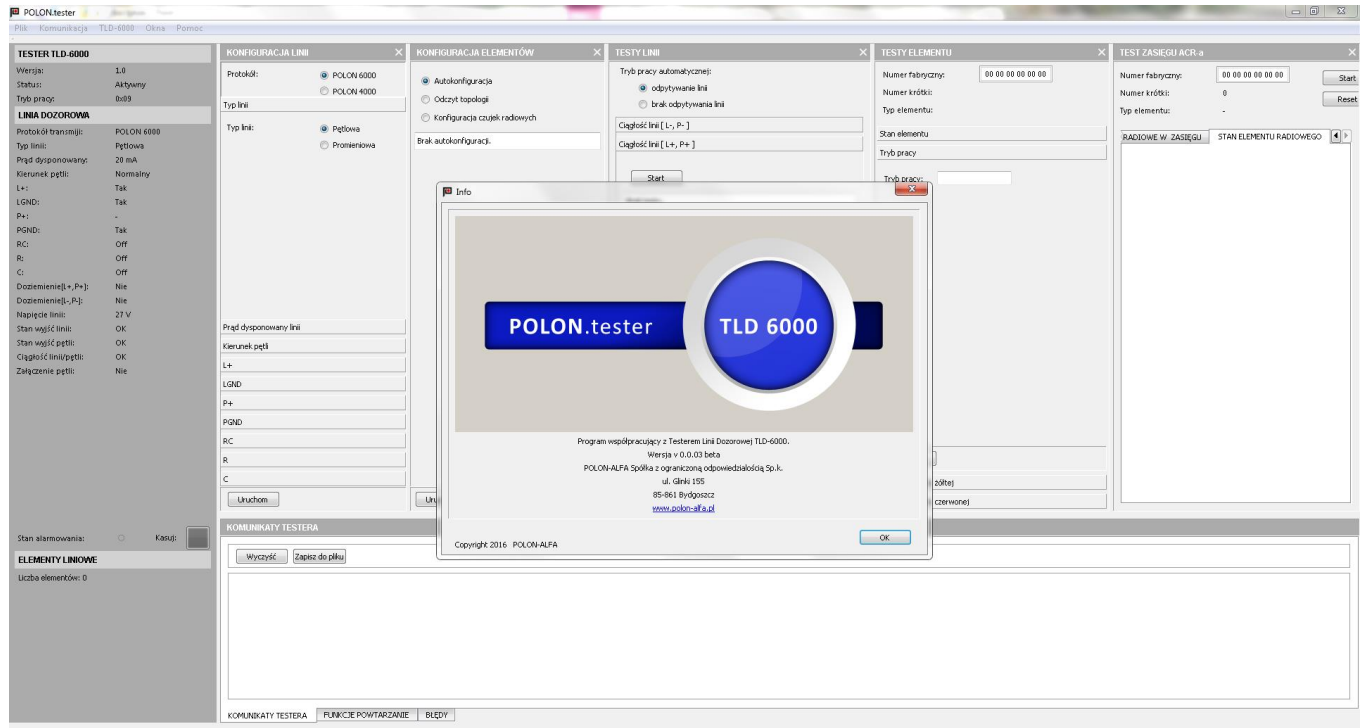 POLON.tester
Plik Komunikacja TLD-6000 Okna Pomoc
TESTER TLD-6000
Wersja: 1.0
Status: Aktywny
Tryb pracy: 0x09
LINIA DOZOROWA
Protokół transmiji: POLON 6000
Typ linii: Pętlowa
Prąd dysponowany: 20 mA
Kierunek pętli: Normalny
L+: Tak
LGND: Tak
P+: -
PGND: Tak
RC: Off
R: Off
C: Off
Doziemienie[L+,P+]: Nie
Doziemienie[L-,P-]: Nie
Napięcie linii: 27 V
Stan wyjść linii: OK
Stan wyjść pętli: OK
Ciągłość linii/pętli: OK
Załączenie pętli: Nie
Stan alarmowania: Kasuj:
ELEMENTY LINIOWE
Liczba elementów: 0
KONFIGURACJA LINII
Protokół: POLON 6000
POLON 4000
Typ linii
Typ linii: Pętlowa
Promieniowa
Prąd dysponowany linii
Kierunek pętli
L+
LGND
P+
PGND
RC
R
C
Uruchom
KONFIGURACJA ELEMENTÓW
Autokonfiguracja
Odczyt topologii
Konfiguracja czujek radiowych
Brak autokonfiguracji.
TESTY LINII
Tryb pracy automatycznej:
odpytywanie linii
brak odpytywania linii
Ciągłość linii [ L-, P- ]
Ciągłość linii [ L+, P+ ]
Start
TESTY ELEMENTU
Numer fabryczny: 00 00 00 00 00 00
Numer krótki:
Typ elementu:
Stan elementu
Tryb pracy
Tryb pracy:
żółtej
czerwonej
TEST ZASIĘGU ACR-a
Numer fabryczny: 00 00 00 00 00 00 Start
Numer krótki: 0 Reset
Typ elementu: -
RADIOWE W ZASIĘGU STAN ELEMENTU RADIOWEGO
Info
POLON.tester TLD 6000
Program współpracujący z Testerem Linii Dozorowej TLD-6000.
Wersja v 0.0.03 beta
POLON-ALFA Spółka z ograniczoną odpowiedzialością Sp.k.
ul. Glinki 155
85-861 Bydgoszcz
www.polon-alfa.pl
Copyright 2016 POLON-ALFA
OK
KOMUNIKATY TESTERA
Wyczyść Zapisz do pliku
KOMUNIKATY TESTERA FUNKCJE POWTARZANIE BŁĘDY